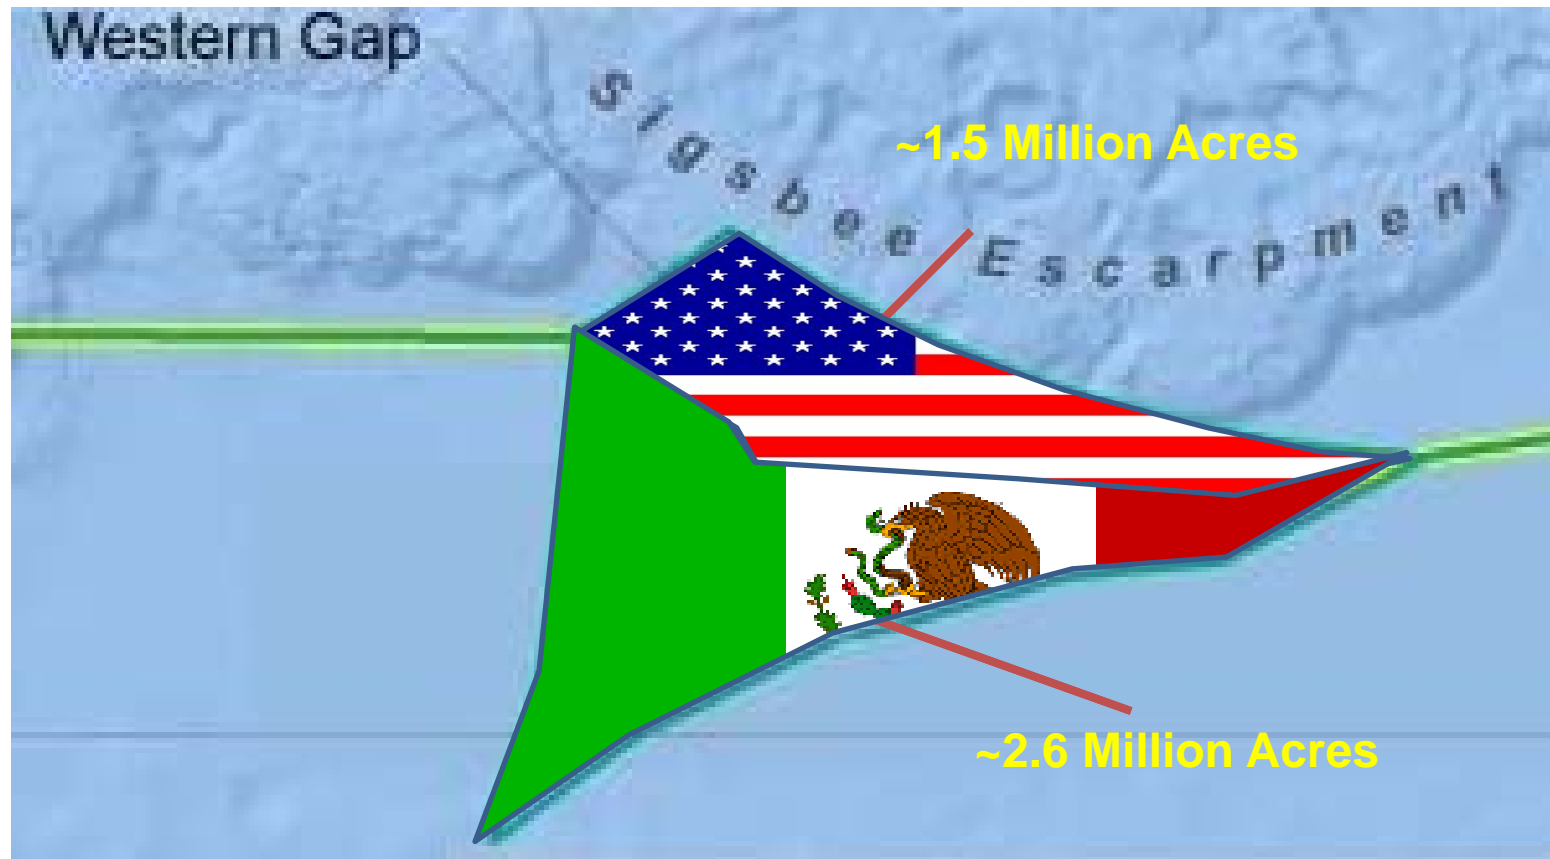 Western Gap
~1.5 Million Acres
Sigsbee Escarpment
~2.6 Million Acres